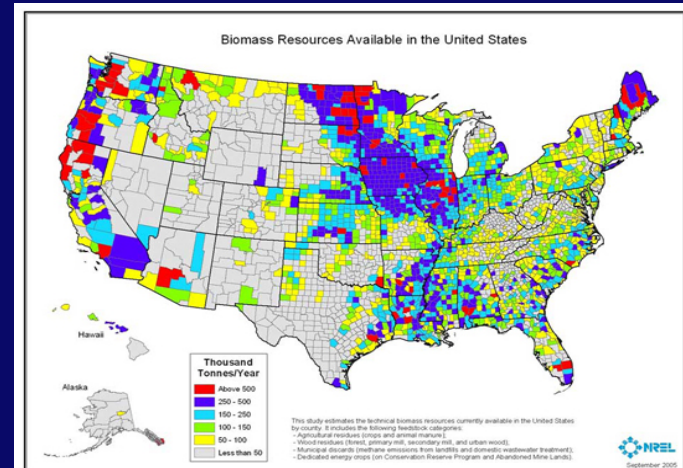 Biomass Resources Available in the United States
Hawaii
Alaska
Thousand
Tonnes/Year
Above 500
250 - 500
150 - 250
100 - 150
50 - 100
Less than 50
This study estimates the technical biomass resources currently available in the United States
by county. It includes the following feedstock categories:
- Agricultural residues (crops and animal manure);
- Wood residues (forest, primary mill, secondary mill, and urban wood);
- Municipal discards (methane emissions from landfills and domestic wastewater treatment);
- Dedicated energy crops (on Conservation Reserve Program and Abandoned Mine Lands).
NREL
September 2005